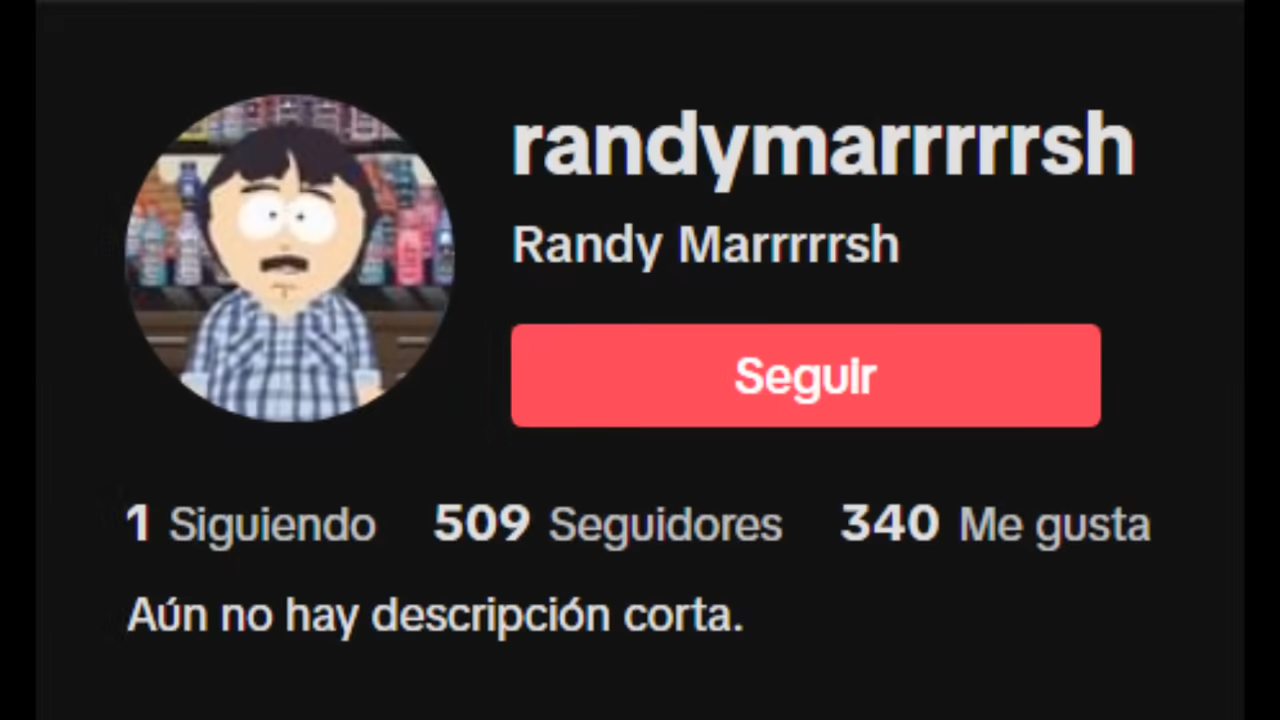 randymarrrrrsh
Randy Marrrrrsh
Seguir
1 Siguiendo 509 Seguidores 340 Me gusta
Aún no hay descripción corta.